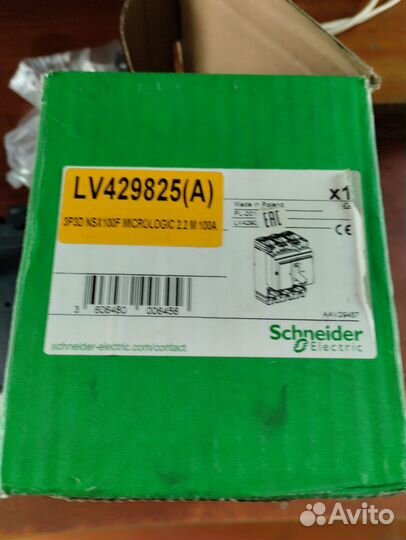 LV429825(A)
3P3D NSX100F MICROLOGIC 2.2 M 100A
Made in Poland
x1
EAC
CE
3 606480 006456
AAV29457
Schneider
Electric
schneider-electric.com/contact
Avito